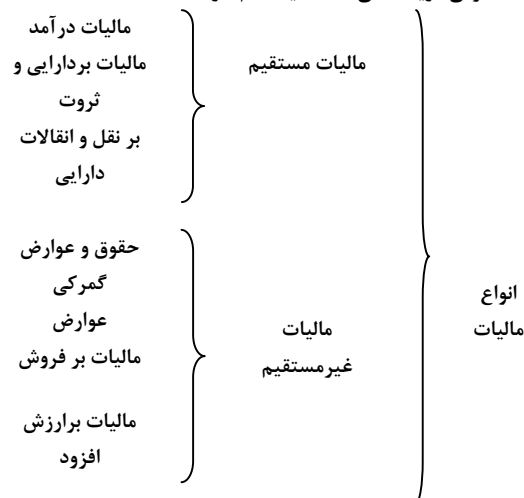 انواع
مالیات
مالیات مستقیم
مالیات درآمد
مالیات بردارایی و
ثروت
بر نقل و انقالات
دارایی
مالیات
غیرمستقیم
حقوق و عوارض
گمرکی
عوارض
مالیات بر فروش
مالیات برارزش
افزود